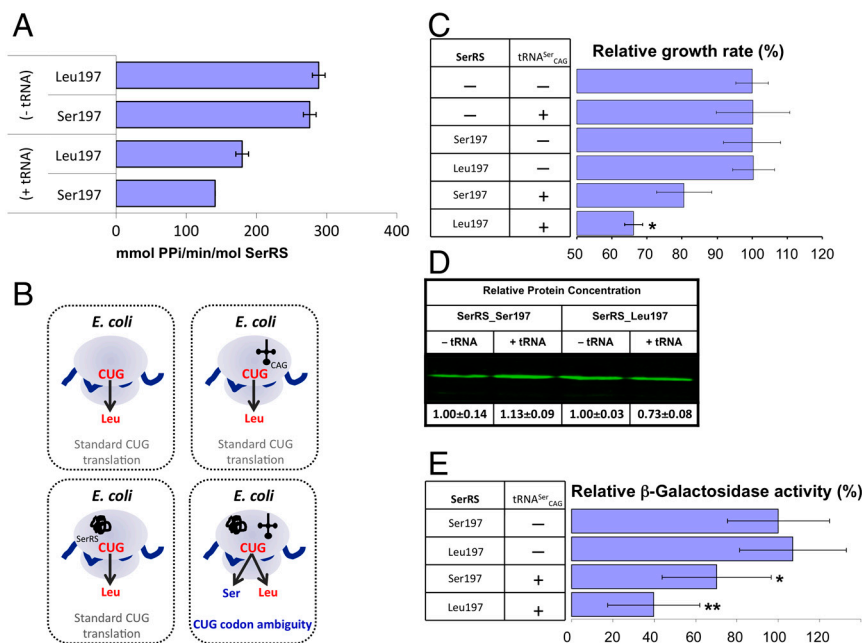 A
(- tRNA)
Leu197
Ser197
(+ tRNA)
Leu197
Ser197
0 100 200 300 400
mmol PPi/min/mol SerRS
B
E. coli
CUG
Leu
Standard CUG
translation
E. coli
CAG
CUG
Leu
Standard CUG
translation
E. coli
SerRS
CUG
Leu
Standard CUG
translation
E. coli
CUG
Ser Leu
CUG codon ambiguity
C
SerRS tRNA^Ser_CAG Relative growth rate (%)
– –
– +
Ser197 –
Leu197 –
Ser197 +
Leu197 + *
50 60 70 80 90 100 110 120
D
Relative Protein Concentration
SerRS_Ser197 SerRS_Leu197
– tRNA + tRNA – tRNA + tRNA
1.00±0.14 1.13±0.09 1.00±0.03 0.73±0.08
E
SerRS tRNA^Ser_CAG Relative β-Galactosidase activity (%)
Ser197 –
Leu197 –
Ser197 + *
Leu197 + **
0 20 40 60 80 100 120